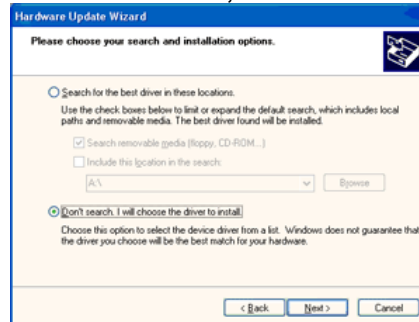 Hardware Update Wizard
Please choose your search and installation options.
Search for the best driver in these locations.
Use the check boxes below to limit or expand the default search, which includes local
paths and removable media. The best driver found will be installed.
Search removable media (floppy, CD-ROM...)
Include this location in the search:
A:\
Browse
Don't search. I will choose the driver to install.
Choose this option to select the device driver from a list. Windows does not guarantee that
the driver you choose will be the best match for your hardware.
< Back Next > Cancel